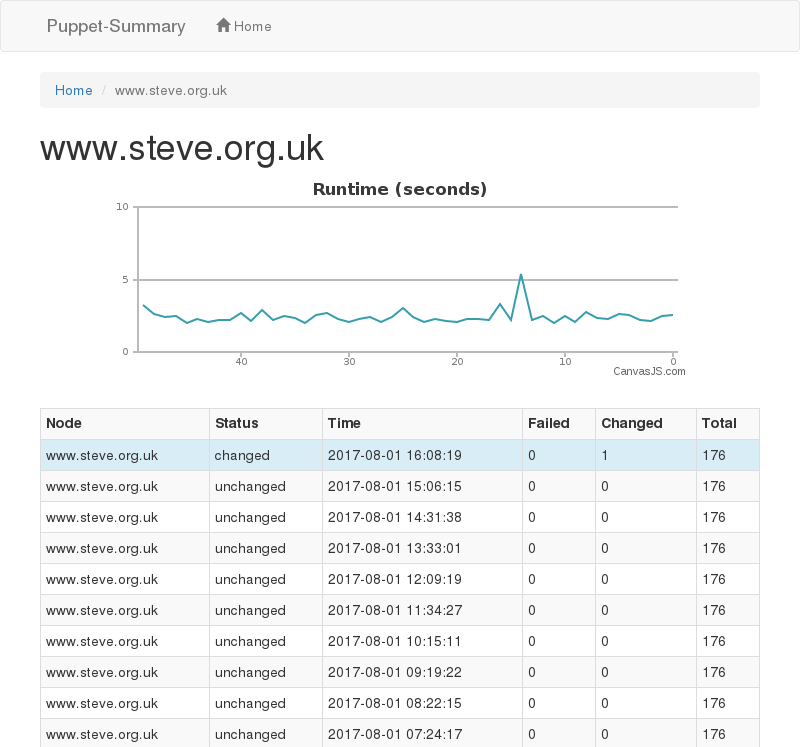 Puppet-Summary Home
Home / www.steve.org.uk
www.steve.org.uk
Runtime (seconds)
10
5
0
40 30 20 10 0
CanvasJS.com
Node Status Time Failed Changed Total
www.steve.org.uk changed 2017-08-01 16:08:19 0 1 176
www.steve.org.uk unchanged 2017-08-01 15:06:15 0 0 176
www.steve.org.uk unchanged 2017-08-01 14:31:38 0 0 176
www.steve.org.uk unchanged 2017-08-01 13:33:01 0 0 176
www.steve.org.uk unchanged 2017-08-01 12:09:19 0 0 176
www.steve.org.uk unchanged 2017-08-01 11:34:27 0 0 176
www.steve.org.uk unchanged 2017-08-01 10:15:11 0 0 176
www.steve.org.uk unchanged 2017-08-01 09:19:22 0 0 176
www.steve.org.uk unchanged 2017-08-01 08:22:15 0 0 176
www.steve.org.uk unchanged 2017-08-01 07:24:17 0 0 176